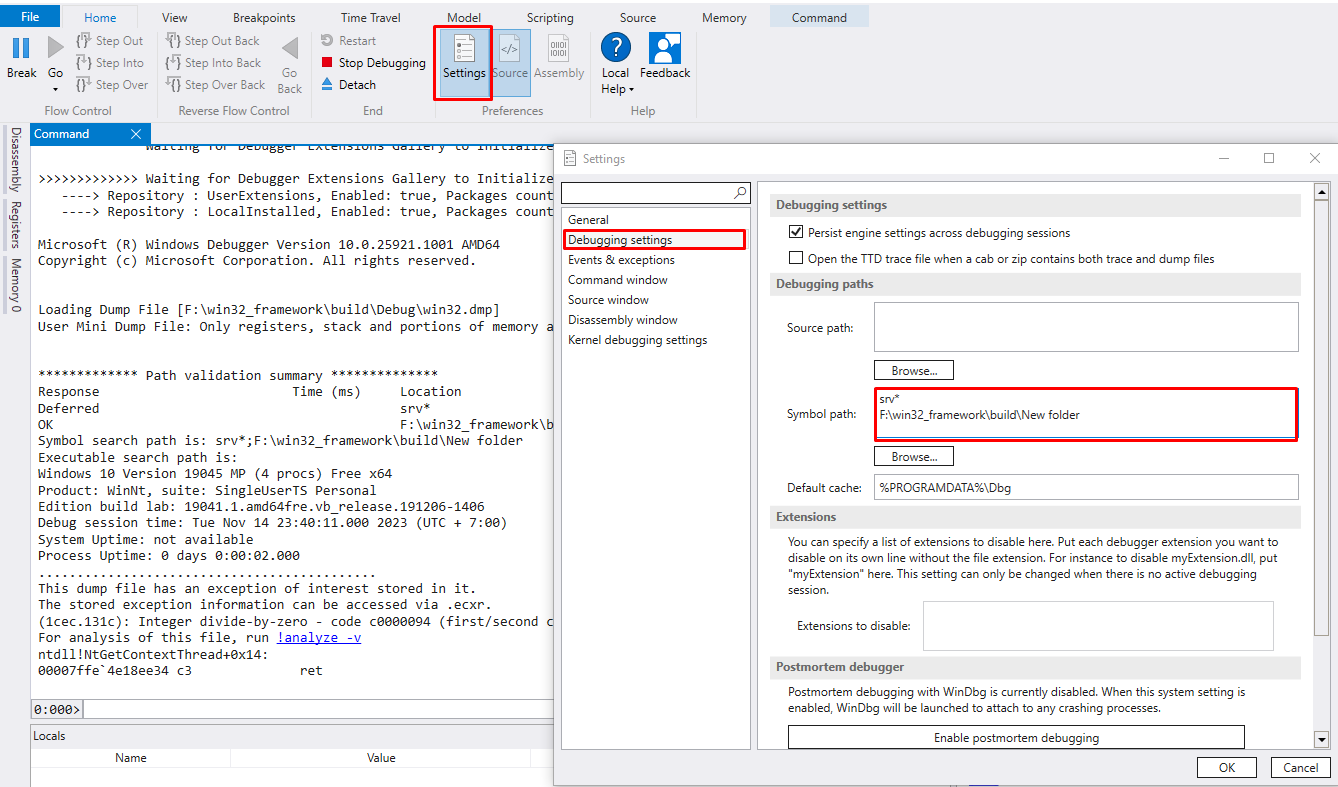 File Home View Breakpoints Time Travel Model Scripting Source Memory Command
Break
Go
Step Out
Step Into
Step Over
Flow Control
Step Out Back
Step Into Back
Step Over Back
Go Back
Reverse Flow Control
Restart
Stop Debugging
Detach
End
Settings
Source
Assembly
Preferences
Local Help
Feedback
Help
Disassembly
Registers
Memory 0
Command
Waiting for Debugger Extensions Gallery to Initialize
>>>>>>>>>>>>> Waiting for Debugger Extensions Gallery to Initialize
----> Repository : UserExtensions, Enabled: true, Packages count
----> Repository : LocalInstalled, Enabled: true, Packages count
Microsoft (R) Windows Debugger Version 10.0.25921.1001 AMD64
Copyright (c) Microsoft Corporation. All rights reserved.
Loading Dump File [F:\win32_framework\build\Debug\win32.dmp]
User Mini Dump File: Only registers, stack and portions of memory a
************* Path validation summary **************
Response Time (ms) Location
Deferred srv*
OK F:\win32_framework\b
Symbol search path is: srv*;F:\win32_framework\build\New folder
Executable search path is:
Windows 10 Version 19045 MP (4 procs) Free x64
Product: WinNt, suite: SingleUserTS Personal
Edition build lab: 19041.1.amd64fre.vb_release.191206-1406
Debug session time: Tue Nov 14 23:40:11.000 2023 (UTC + 7:00)
System Uptime: not available
Process Uptime: 0 days 0:00:02.000
............................................
This dump file has an exception of interest stored in it.
The stored exception information can be accessed via .ecxr.
(1cec.131c): Integer divide-by-zero - code c0000094 (first/second c
For analysis of this file, run !analyze -v
ntdll!NtGetContextThread+0x14:
00007ffe`4e18ee34 c3 ret
0:000>
Locals
Name Value
Settings
General
Debugging settings
Events & exceptions
Command window
Source window
Disassembly window
Kernel debugging settings
Debugging settings
Persist engine settings across debugging sessions
Open the TTD trace file when a cab or zip contains both trace and dump files
Debugging paths
Source path:
Browse...
Symbol path:
srv*
F:\win32_framework\build\New folder
Browse...
Default cache: %PROGRAMDATA%\Dbg
Extensions
You can specify a list of extensions to disable here. Put each debugger extension you want to
disable on its own line without the file extension. For instance to disable myExtension.dll, put
"myExtension" here. This setting can only be changed when there is no active debugging
session.
Extensions to disable:
Postmortem debugger
Postmortem debugging with WinDbg is currently disabled. When this system setting is
enabled, WinDbg will be launched to attach to any crashing processes.
Enable postmortem debugging
OK Cancel